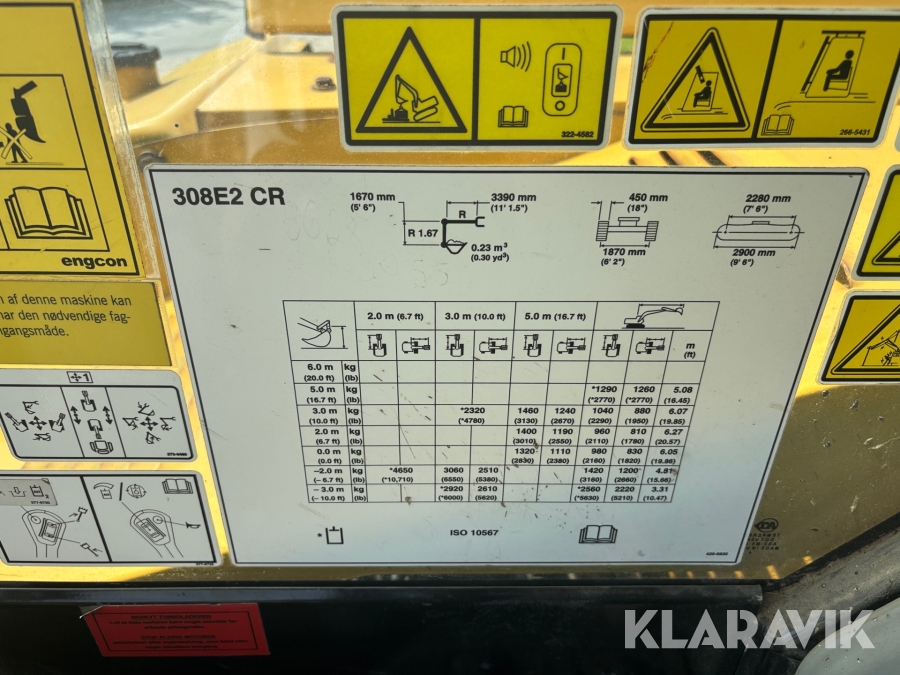 322-4582
266-5431
engcon
n af denne maskine kan
har den nødvendige fag-
ngangsmåde.
308E2 CR
1670 mm
(5' 6")
R
R 1.67
3390 mm
(11' 1.5")
0.23 m³
(0.30 yd³)
450 mm
(18")
1870 mm
(6' 2")
2280 mm
(7' 6")
2900 mm
(9' 6")
2.0 m (6.7 ft) 3.0 m (10.0 ft) 5.0 m (16.7 ft)
m
(ft)
6.0 m kg
(20.0 ft) (lb)
5.0 m kg *1290 1260 5.08
(16.7 ft) (lb) (*2770) (*2770) (16.45)
3.0 m kg *2320 1460 1240 1040 880 6.07
(10.0 ft) (lb) (*4780) (3130) (2670) (2290) (1950) (19.85)
2.0 m kg 1400 1190 960 810 6.27
(6.7 ft) (lb) (3010) (2550) (2110) (1780) (20.57)
0.0 m kg 1320 1110 980 830 6.05
(0.0 ft) (lb) (2830) (2380) (2160) (1820) (19.86)
–2.0 m kg *4650 3060 2510 1420 1200 4.81
(– 6.7 ft) (lb) (*10,710) (6550) (5380) (3160) (2660) (15.66)
– 3.0 m kg *2920 2610 *2560 2220 3.31
(– 10.0 ft) (lb) (*6000) (5620) (*5630) (5210) (10.47)
*
ISO 10567
1
KLARAVIK